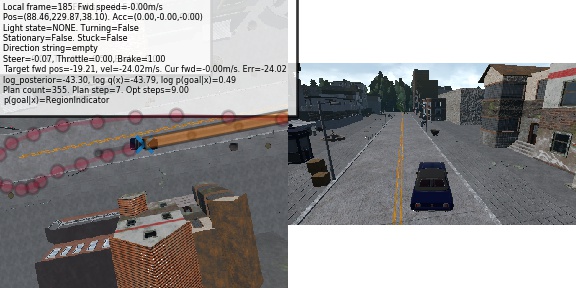 Local frame=185. Fwd speed=-0.00m/s
Pos=(88.46,229.87,38.10). Acc=(0.00,-0.00,-0.00)
Light state=NONE. Turning=False
Stationary=False. Stuck=False
Direction string=empty
Steer=-0.07, Throttle=0.00, Brake=1.00
Target fwd pos=-19.21, vel=-24.02m/s. Cur fwd=-0.00m/s. Err=-24.02
log_posterior=-43.30, log q(x)=-43.79, log p(goal|x)=0.49
Plan count=355. Plan step=7. Opt steps=9.00
p(goal|x)=RegionIndicator